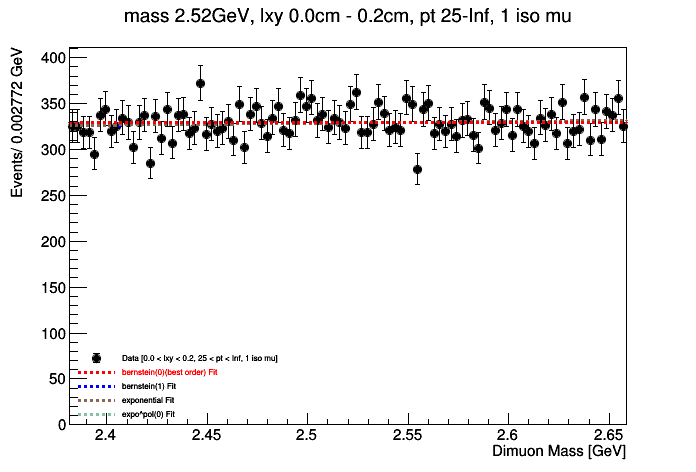 mass 2.52GeV, lxy 0.0cm - 0.2cm, pt 25-Inf, 1 iso mu
Events/ 0.002772 GeV
400
350
300
250
200
150
100
50
0
Data [0.0 < lxy < 0.2, 25 < pt < Inf, 1 iso mu]
bernstein(0)(best order) Fit
bernstein(1) Fit
exponential Fit
expo*pol(0) Fit
2.4 2.45 2.5 2.55 2.6 2.65
Dimuon Mass [GeV]